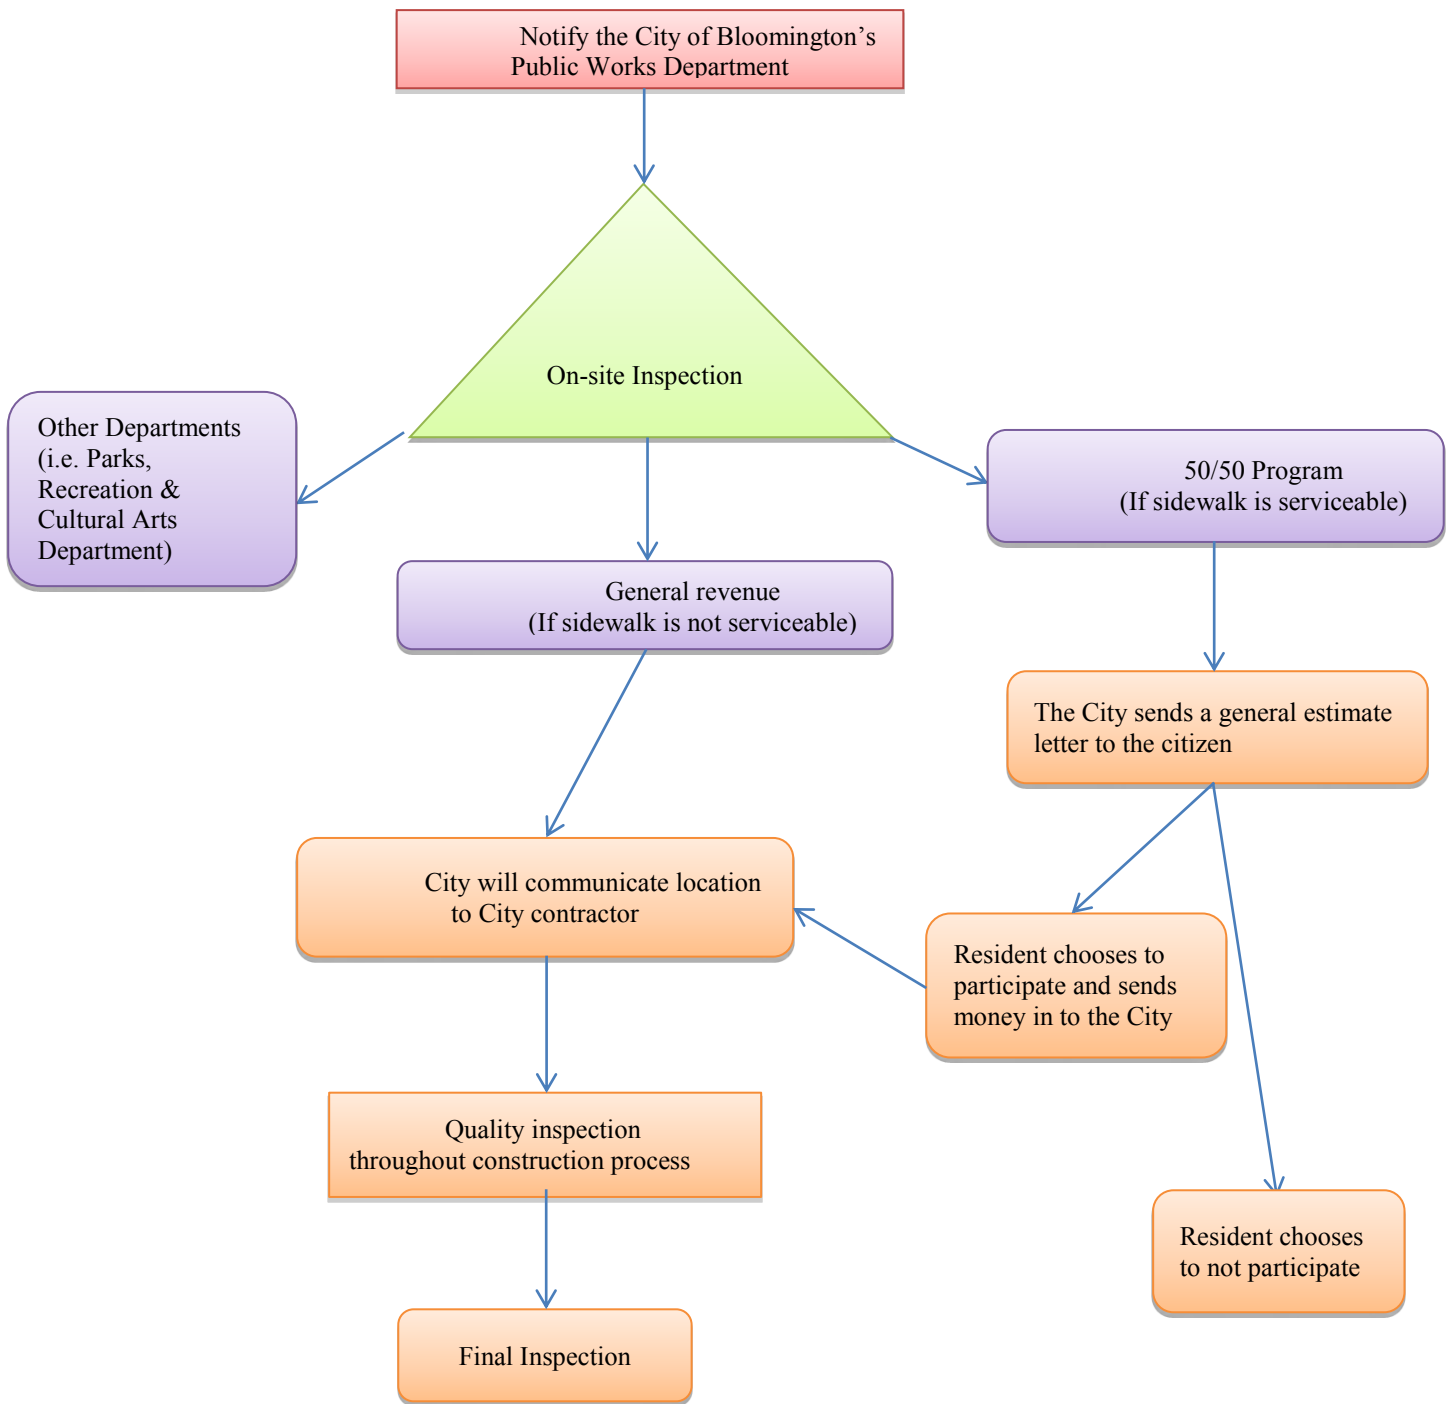 Notify the City of Bloomington’s
Public Works Department
On-site Inspection
Other Departments
(i.e. Parks,
Recreation &
Cultural Arts
Department)
50/50 Program
(If sidewalk is serviceable)
General revenue
(If sidewalk is not serviceable)
The City sends a general estimate
letter to the citizen
City will communicate location
to City contractor
Resident chooses to
participate and sends
money in to the City
Quality inspection
throughout construction process
Resident chooses
to not participate
Final Inspection